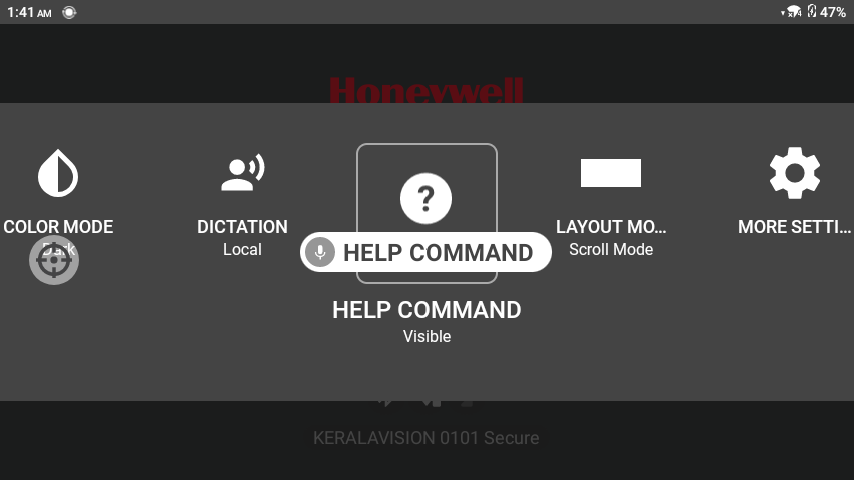 1:41 AM
47%
Honeywell
COLOR MODE
Dark
DICTATION
Local
?
HELP COMMAND
HELP COMMAND
Visible
LAYOUT MO...
Scroll Mode
MORE SETTI...
KERALAVISION 0101 Secure